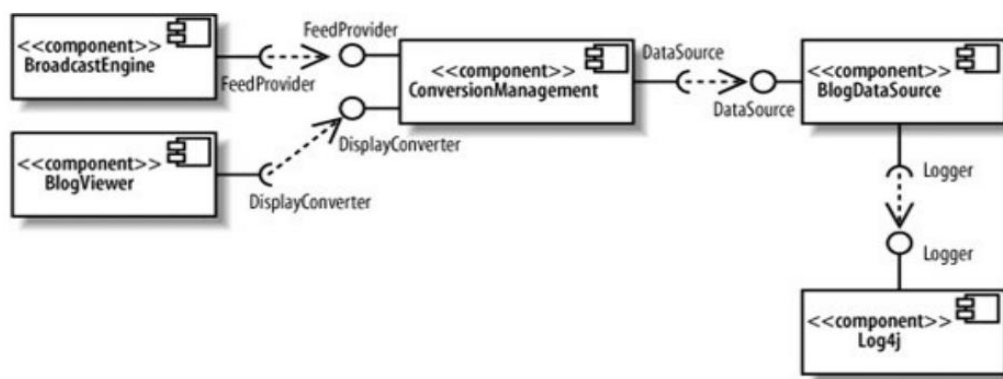 <<component>>
BroadcastEngine
FeedProvider
FeedProvider
<<component>>
ConversionManagement
DataSource
DataSource
<<component>>
BlogDataSource
<<component>>
BlogViewer
DisplayConverter
DisplayConverter
Logger
Logger
<<component>>
Log4j